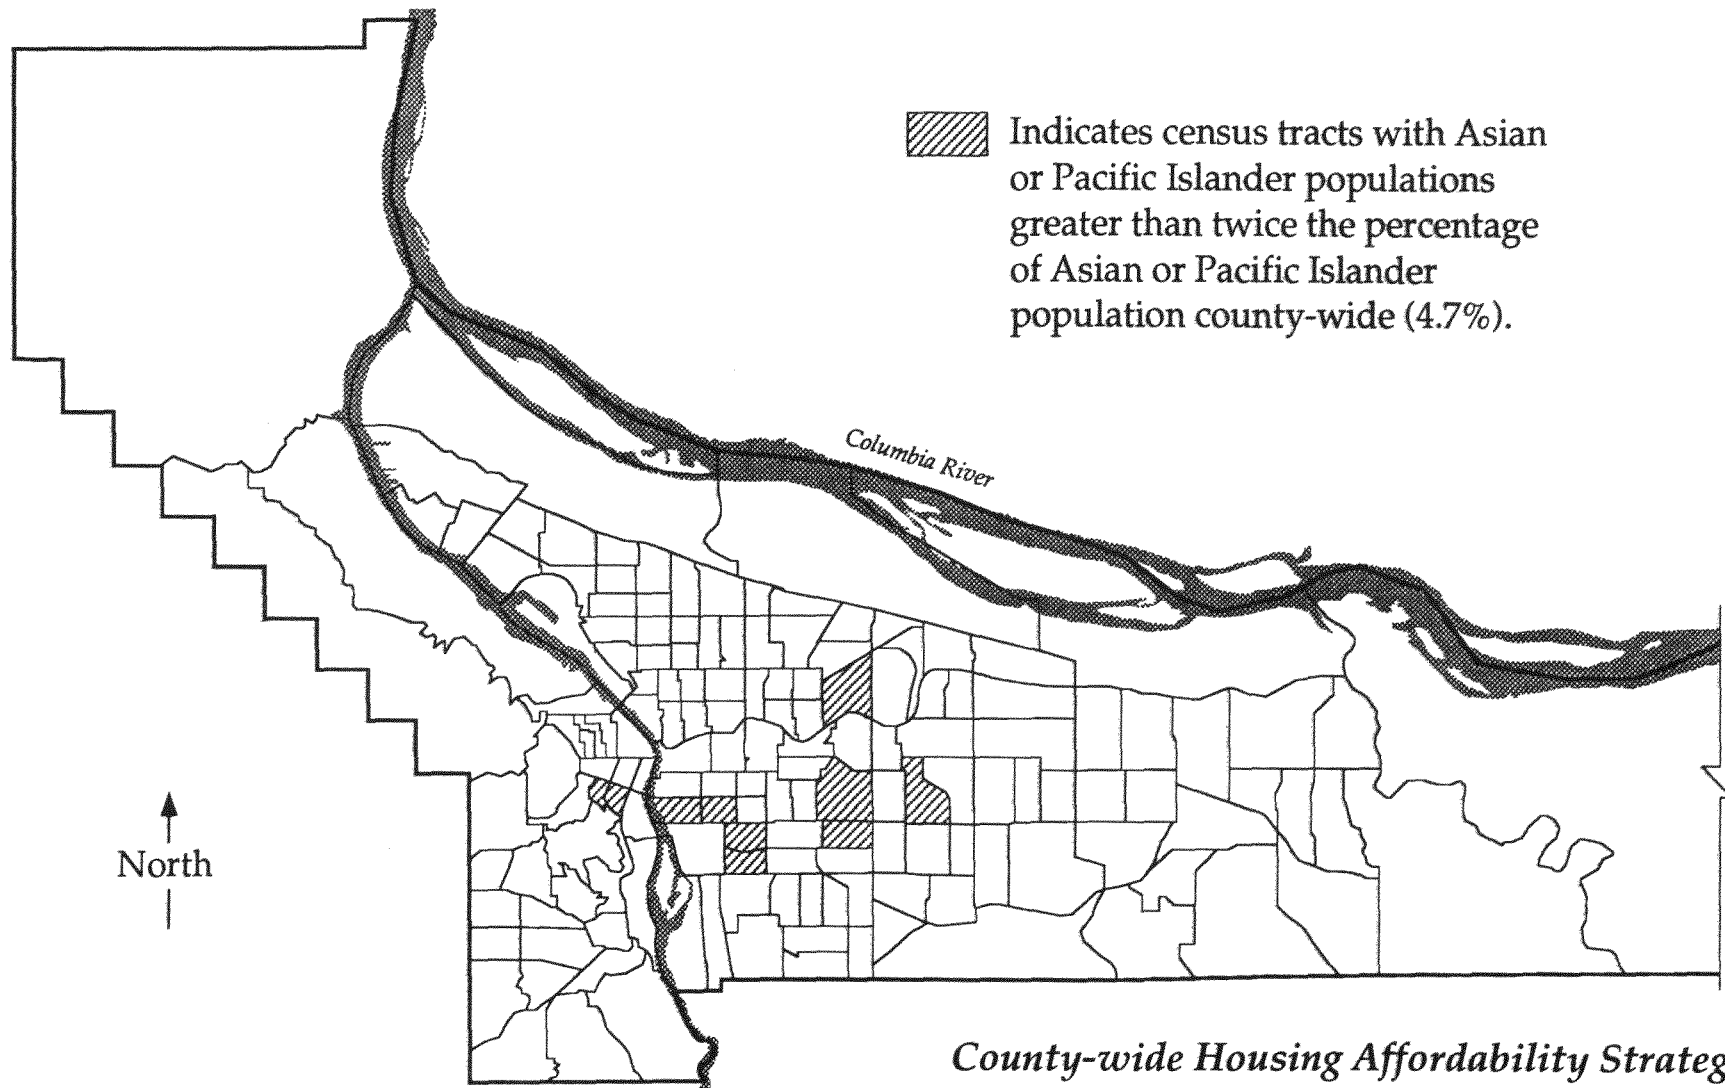 Indicates census tracts with Asian
or Pacific Islander populations
greater than twice the percentage
of Asian or Pacific Islander
population county-wide (4.7%).
Columbia River
North
County-wide Housing Affordability Strateg